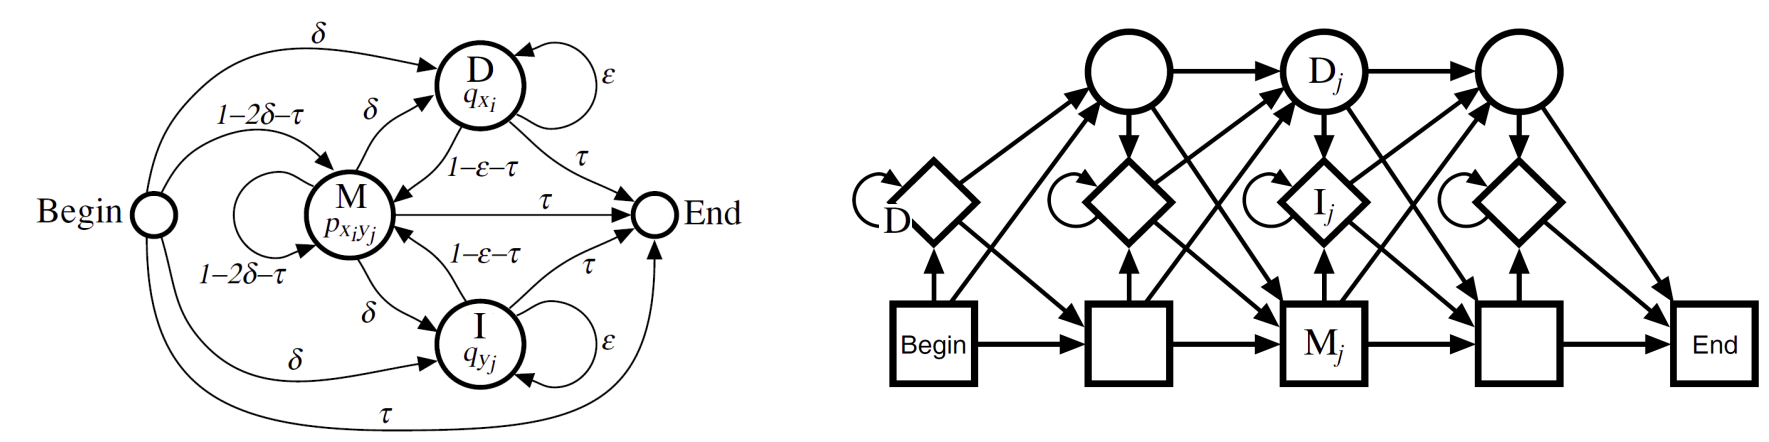 δ
D
q_{x_i}
ε
δ
1–2δ–τ
τ
1–ε–τ
Begin
M
p_{x_i y_j}
τ
End
1–2δ–τ
1–ε–τ
τ
δ
I
q_{y_j}
ε
δ
τ
D_j
D
I_j
Begin
M_j
End